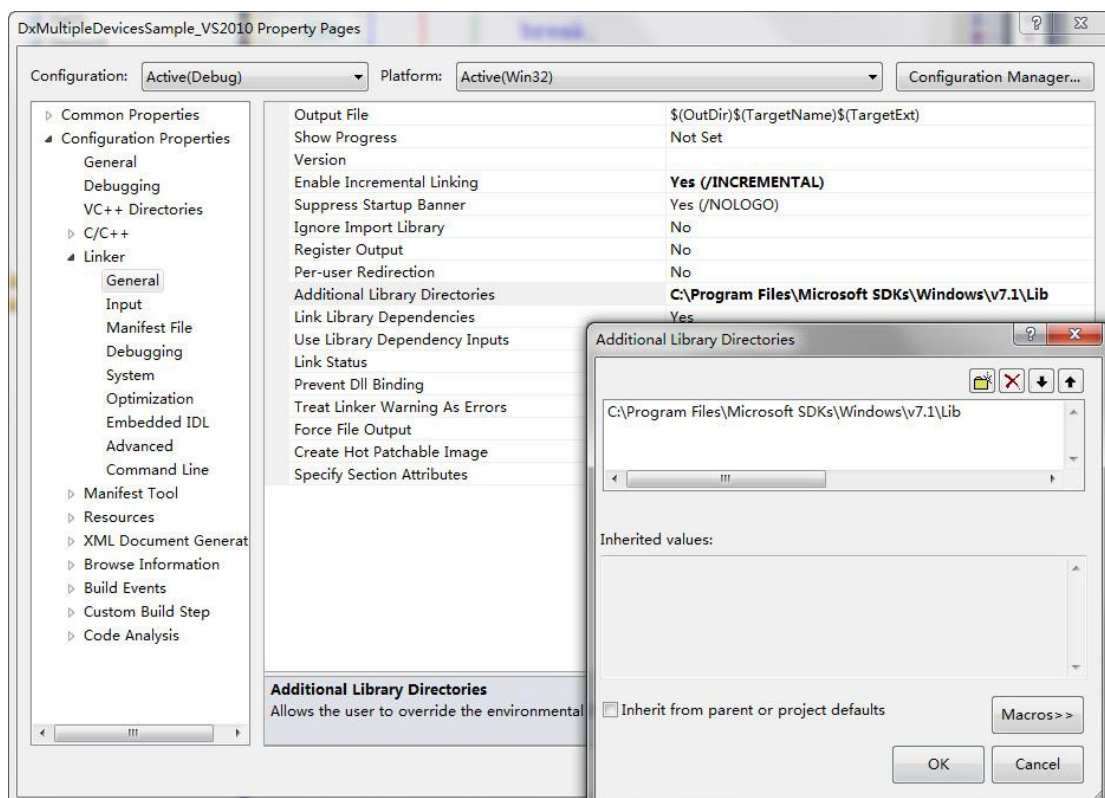 break;
DxMultipleDevicesSample_VS2010 Property Pages
Configuration: Active(Debug) Platform: Active(Win32) Configuration Manager...
Common Properties
Configuration Properties
General
Debugging
VC++ Directories
C/C++
Linker
General
Input
Manifest File
Debugging
System
Optimization
Embedded IDL
Advanced
Command Line
Manifest Tool
Resources
XML Document Generat
Browse Information
Build Events
Custom Build Step
Code Analysis
Output File $(OutDir)$(TargetName)$(TargetExt)
Show Progress Not Set
Version
Enable Incremental Linking Yes (/INCREMENTAL)
Suppress Startup Banner Yes (/NOLOGO)
Ignore Import Library No
Register Output No
Per-user Redirection No
Additional Library Directories C:\Program Files\Microsoft SDKs\Windows\v7.1\Lib
Link Library Dependencies Yes
Use Library Dependency Inputs
Link Status
Prevent Dll Binding
Treat Linker Warning As Errors
Force File Output
Create Hot Patchable Image
Specify Section Attributes
Additional Library Directories
Allows the user to override the environmental
Additional Library Directories
C:\Program Files\Microsoft SDKs\Windows\v7.1\Lib
Inherited values:
Inherit from parent or project defaults
Macros>>
OK Cancel